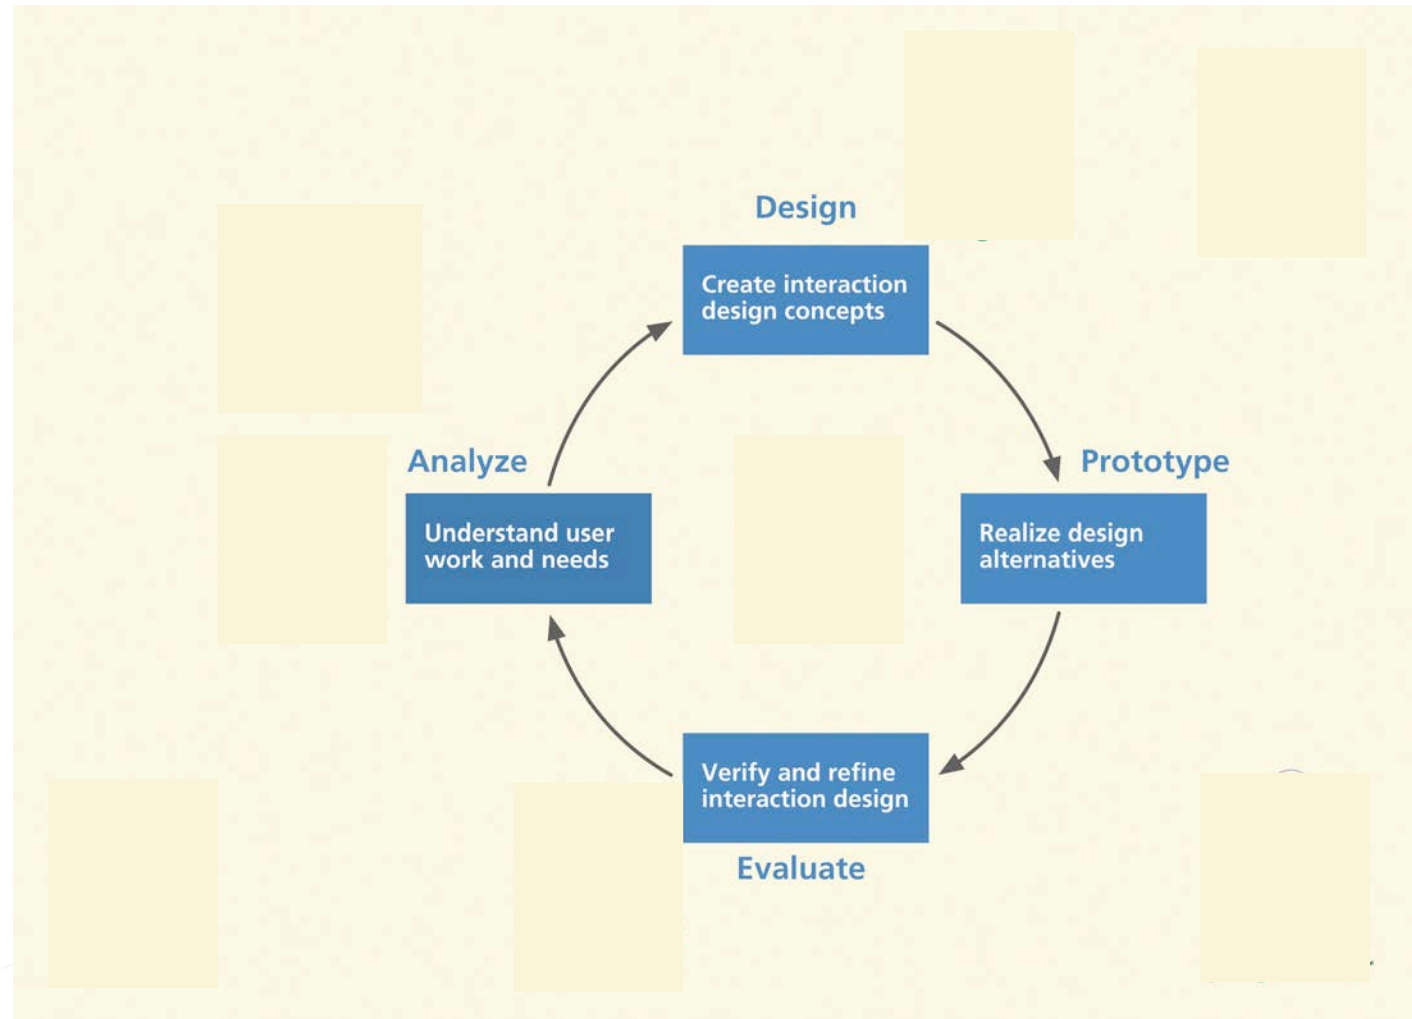 Design
Create interaction
design concepts
Analyze
Understand user
work and needs
Prototype
Realize design
alternatives
Verify and refine
interaction design
Evaluate